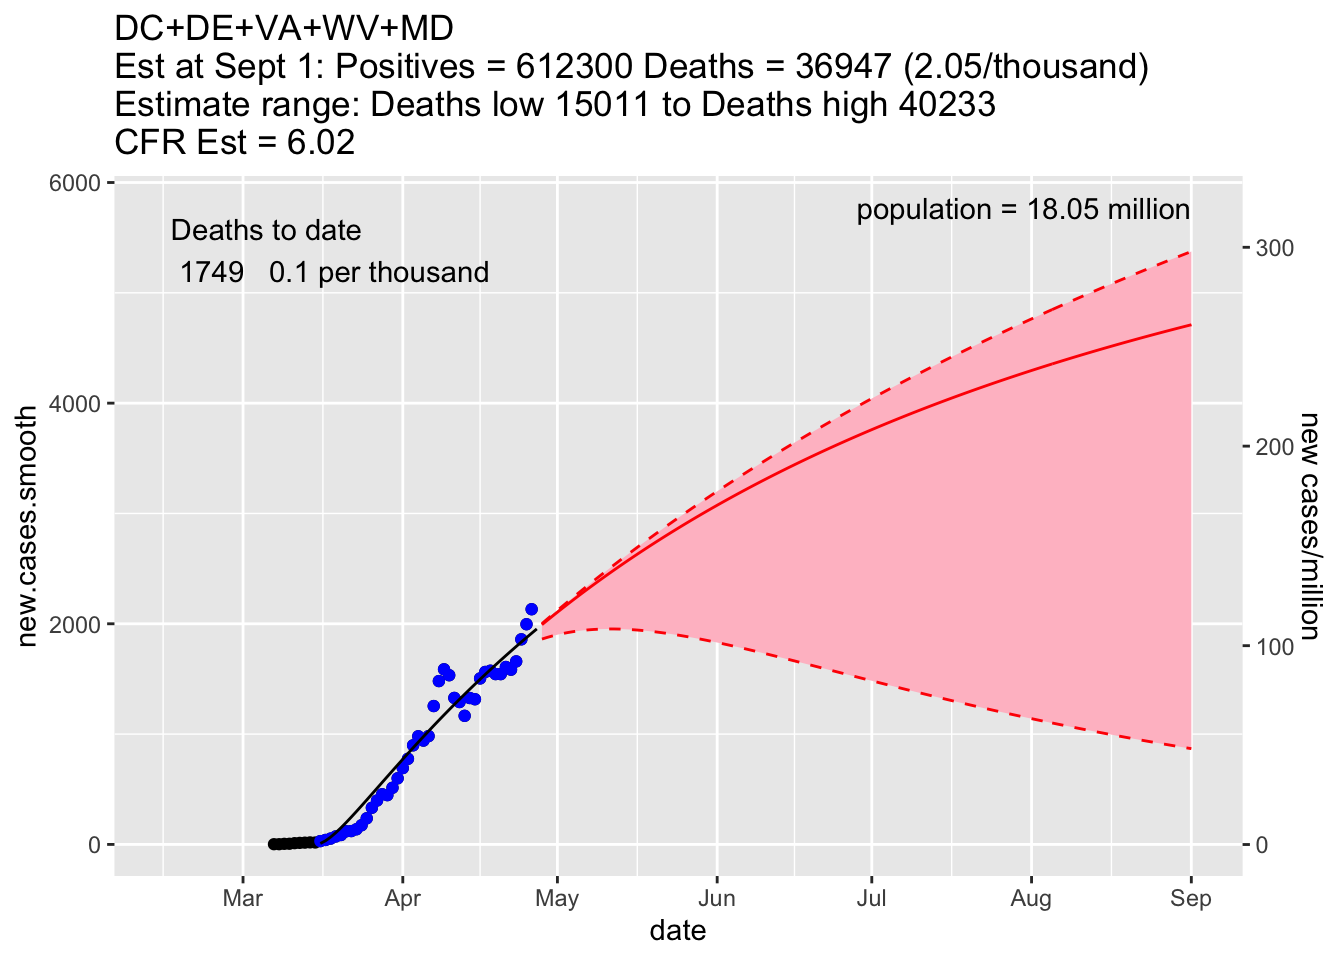 DC+DE+VA+WV+MD
Est at Sept 1: Positives = 612300 Deaths = 36947 (2.05/thousand)
Estimate range: Deaths low 15011 to Deaths high 40233
CFR Est = 6.02
6000
4000
2000
0
new.cases.smooth
Deaths to date
1749 0.1 per thousand
population = 18.05 million
300
200
100
0
new cases/million
Mar Apr May Jun Jul Aug Sep
date